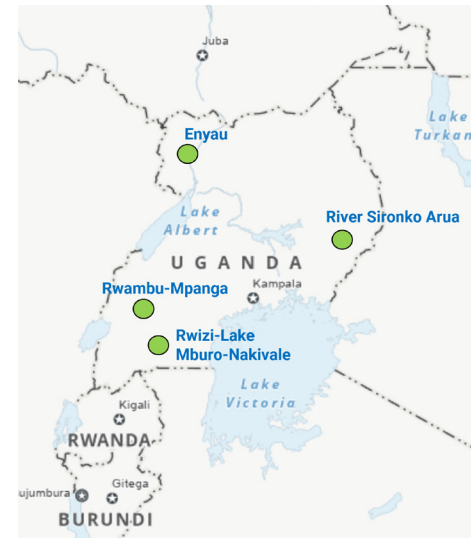 Juba
Enyau
Lake
Turkan
Lake
Albert
River Sironko Arua
UGANDA
Rwambu-Mpanga
Kampala
Rwizi-Lake
Mburo-Nakivale
Lake
Victoria
Kigali
RWANDA
Gitega
ujumbura
BURUNDI